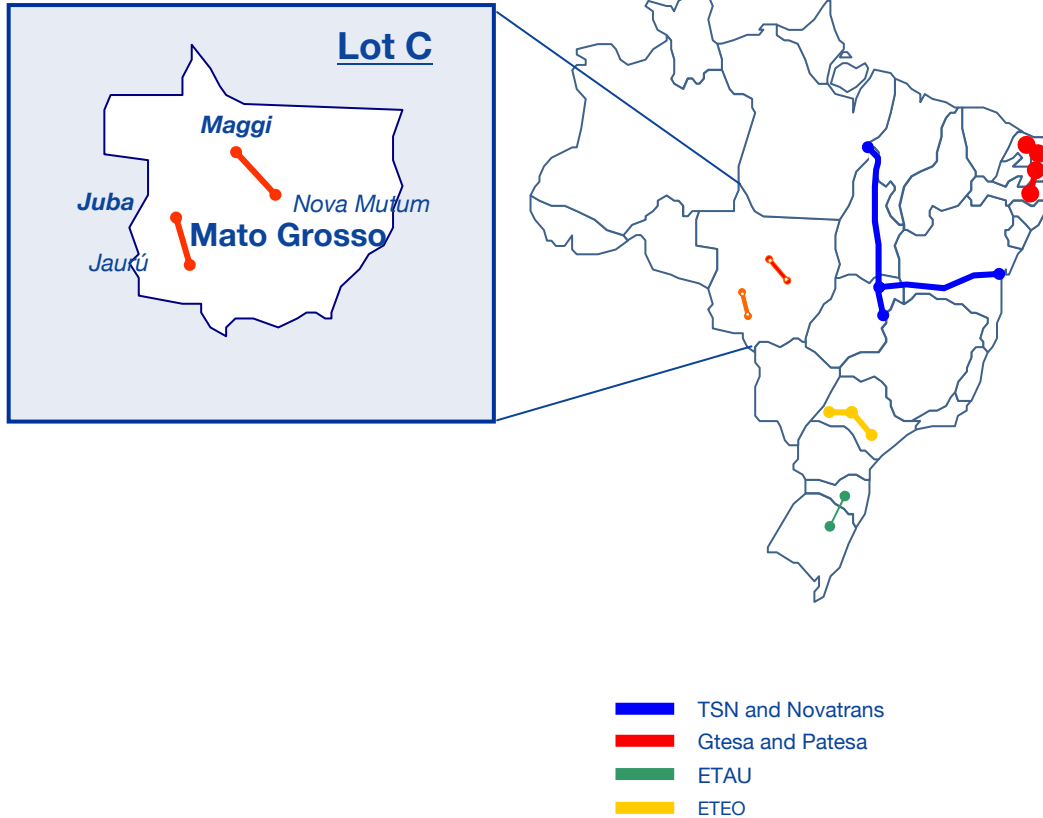 Lot C
Maggi
Juba
Nova Mutum
Mato Grosso
Jaurú
TSN and Novatrans
Gtesa and Patesa
ETAU
ETEO